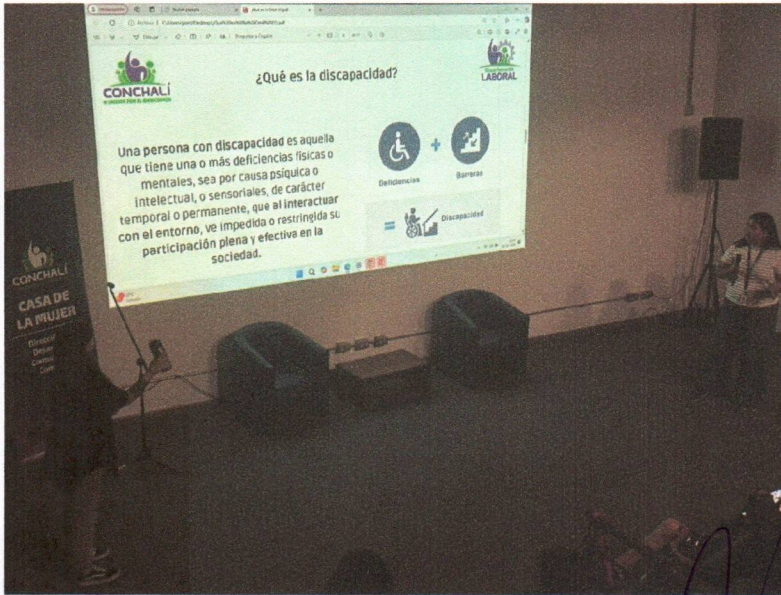 ¿Qué es la discapacidad?
CONCHALÍ
LABORAL
Una persona con discapacidad es aquella
que tiene una o más deficiencias físicas o
mentales, sea por causa psíquica o
intelectual, o sensoriales, de carácter
temporal o permanente, que al interactuar
con el entorno, ve impedida o restringida su
participación plena y efectiva en la
sociedad.
Deficiencias
+
Barreras
=
Discapacidad
CONCHALÍ
CASA DE
LA MUJER